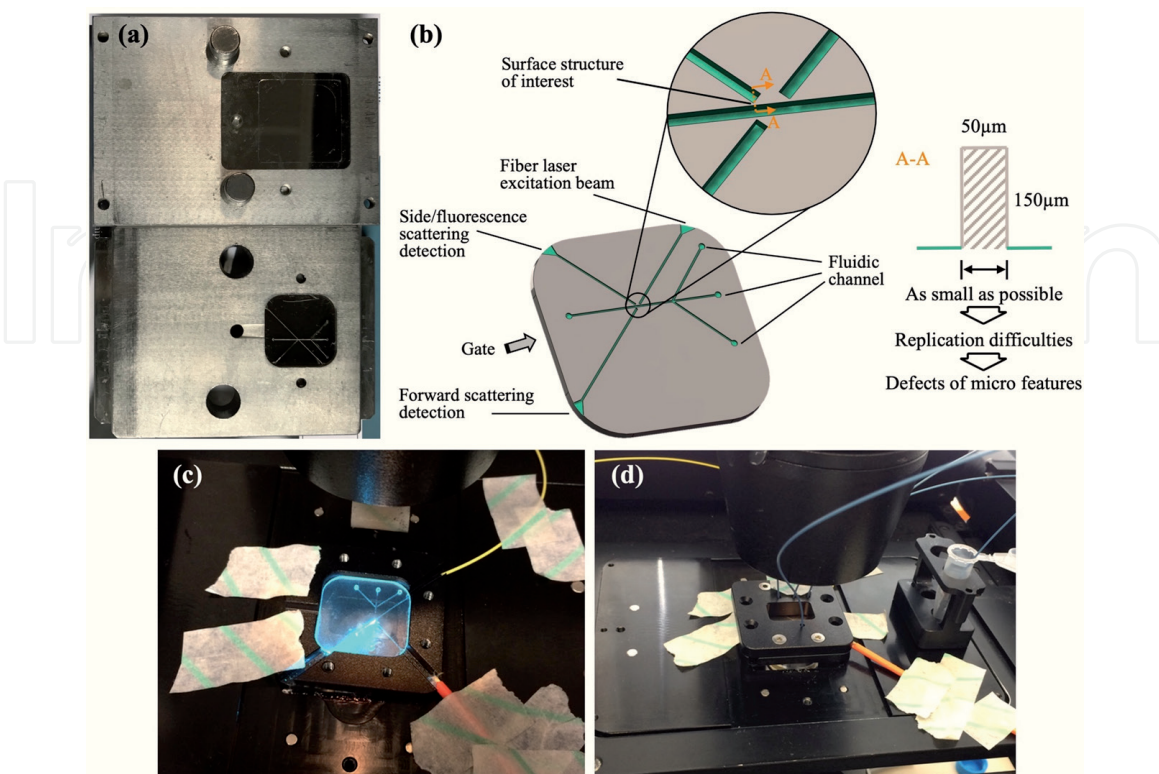 (a)
(b)
Surface structure
of interest
A
A
Fiber laser
excitation beam
Side/fluorescence
scattering
detection
Fluidic
channel
Gate
Forward scattering
detection
50μm
A-A
150μm
As small as possible
Replication difficulties
Defects of micro features
(c)
(d)